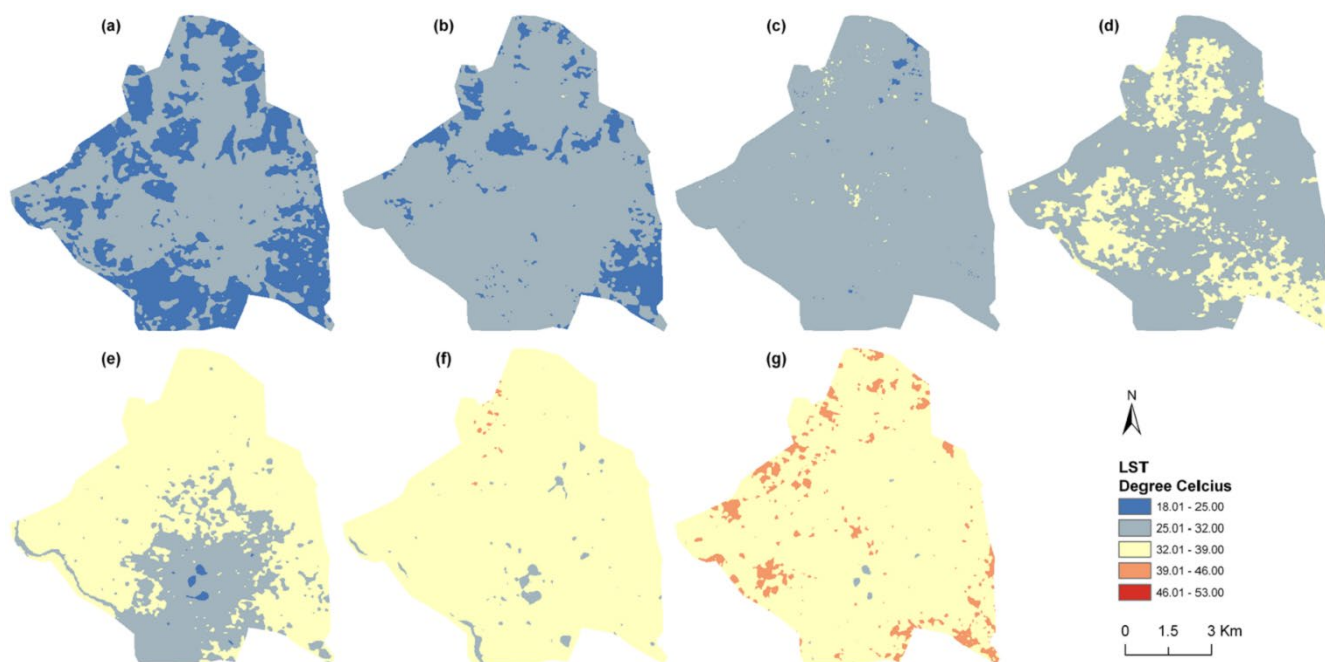 (a)
(b)
(c)
(d)
(e)
(f)
(g)
N
LST
Degree Celcius
18.01 - 25.00
25.01 - 32.00
32.01 - 39.00
39.01 - 46.00
46.01 - 53.00
0 1.5 3 Km